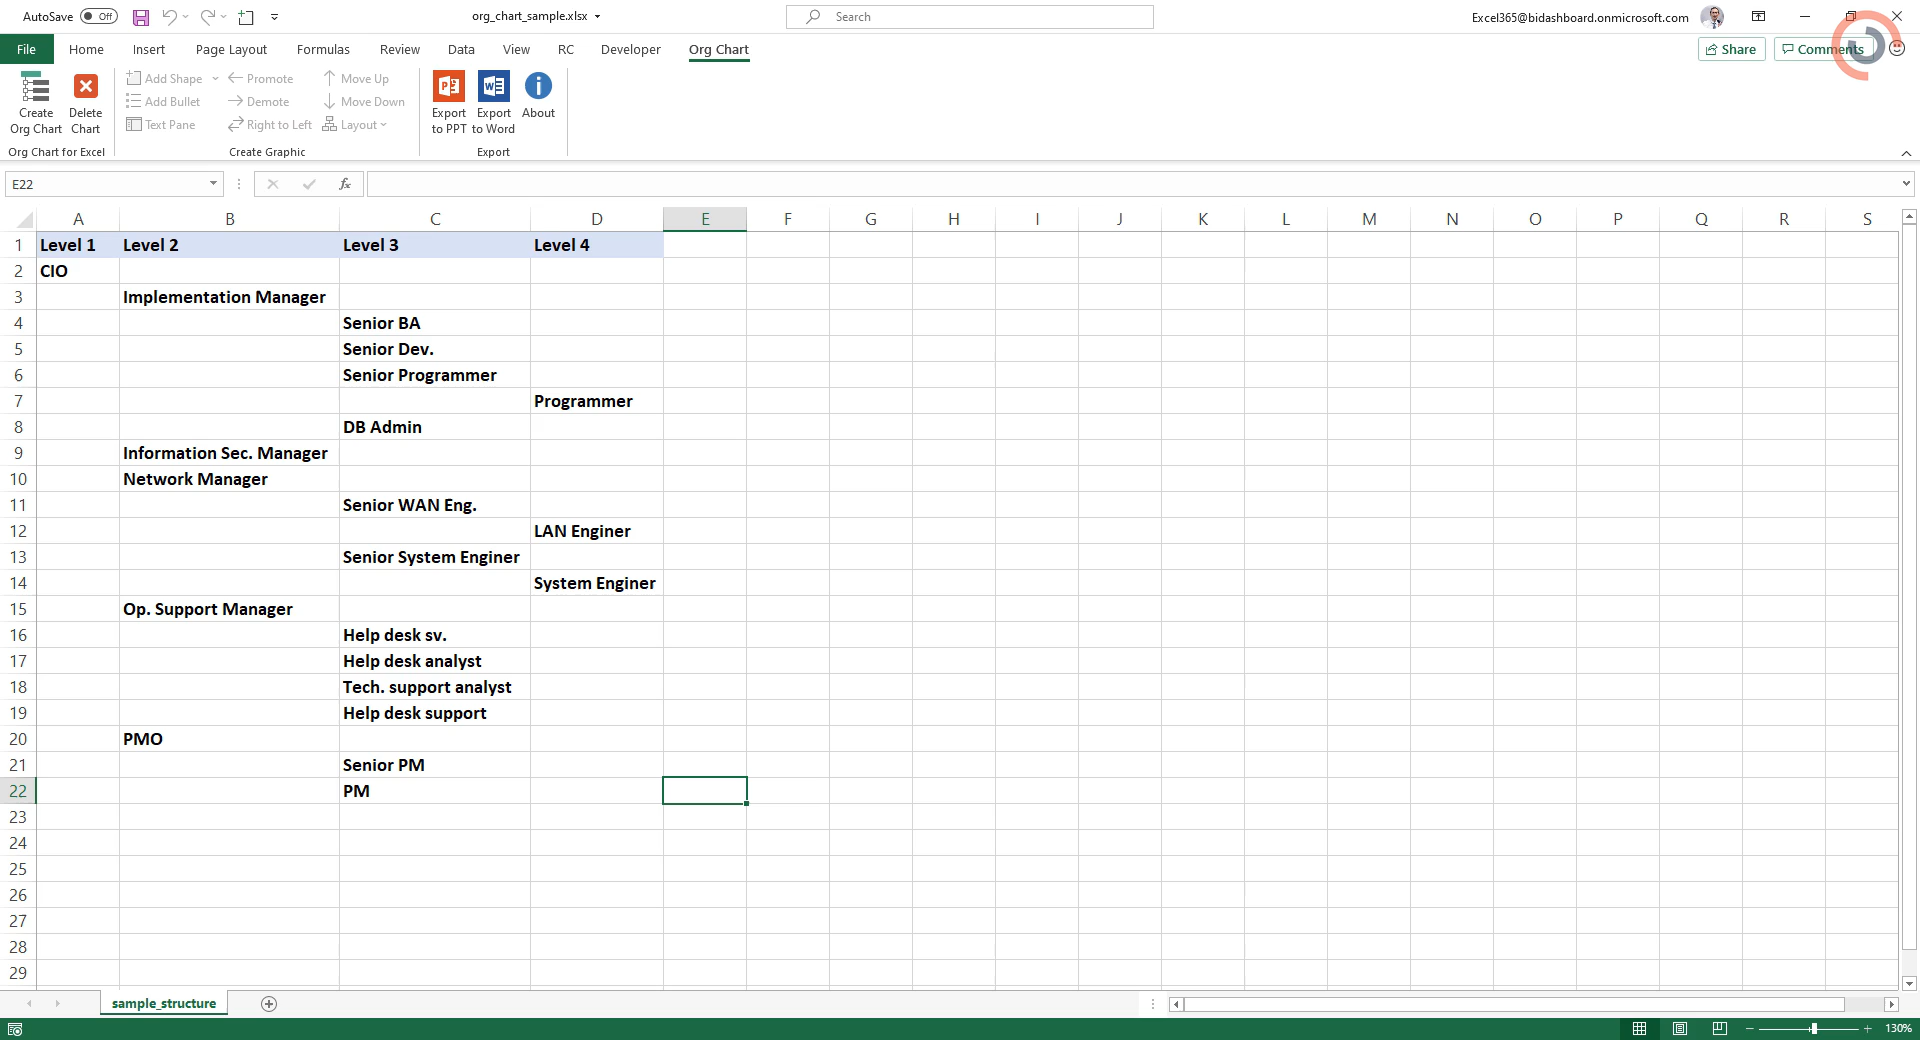 AutoSave Off org_chart_sample.xlsx Search Excel365@bidashboard.onmicrosoft.com
File Home Insert Page Layout Formulas Review Data View RC Developer Org Chart Share Comments
Create Org Chart
Delete Chart
Org Chart for Excel
Add Shape Promote Move Up
Add Bullet Demote Move Down
Text Pane Right to Left Layout
Create Graphic
Export to PPT
Export to Word
About
Export
E22 fx
A B C D E F G H I J K L M N O P Q R S
1 Level 1 Level 2 Level 3 Level 4
2 CIO
3 Implementation Manager
4 Senior BA
5 Senior Dev.
6 Senior Programmer
7 Programmer
8 DB Admin
9 Information Sec. Manager
10 Network Manager
11 Senior WAN Eng.
12 LAN Enginer
13 Senior System Enginer
14 System Enginer
15 Op. Support Manager
16 Help desk sv.
17 Help desk analyst
18 Tech. support analyst
19 Help desk support
20 PMO
21 Senior PM
22 PM
23
24
25
26
27
28
29
sample_structure
130%